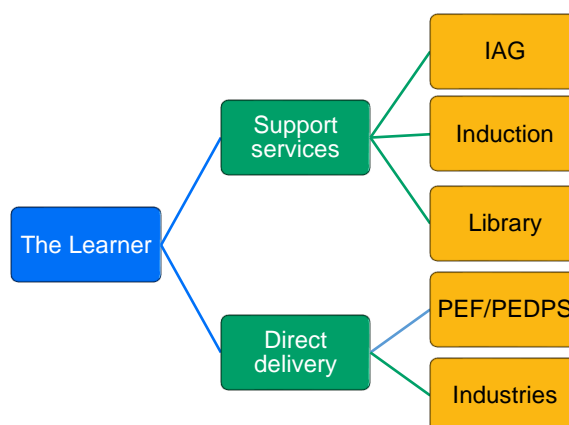 The Learner
Support
services
IAG
Induction
Library
Direct
delivery
PEF/PEDPS
Industries